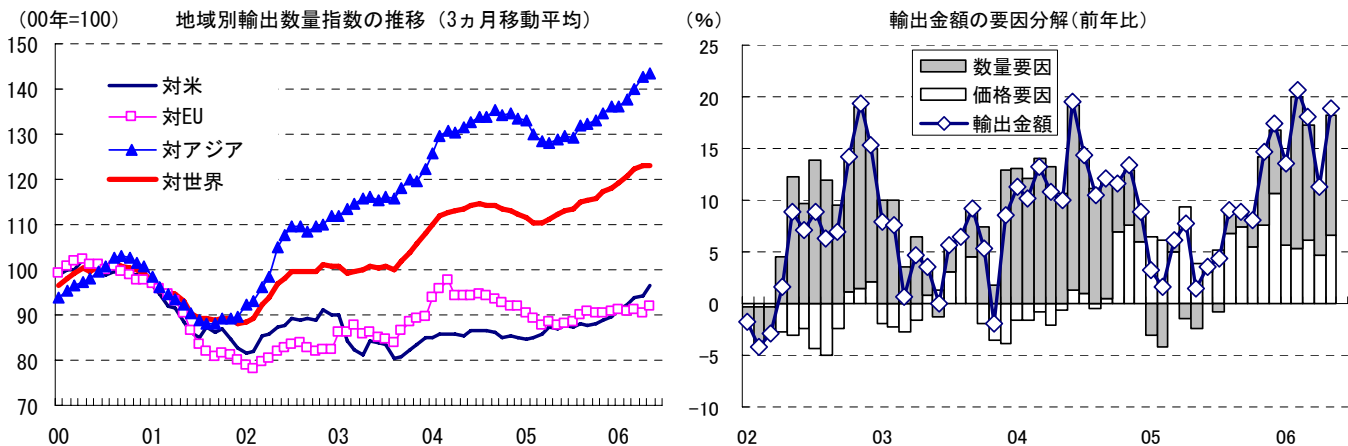 (00年=100)
地域別輸出数量指数の推移（3ヵ月移動平均）
150
140
130
120
110
100
90
80
70
対米
対EU
対アジア
対世界
00 01 02 03 04 05 06
(%)
輸出金額の要因分解(前年比)
25
20
15
10
5
0
-5
-10
数量要因
価格要因
輸出金額
02 03 04 05 06